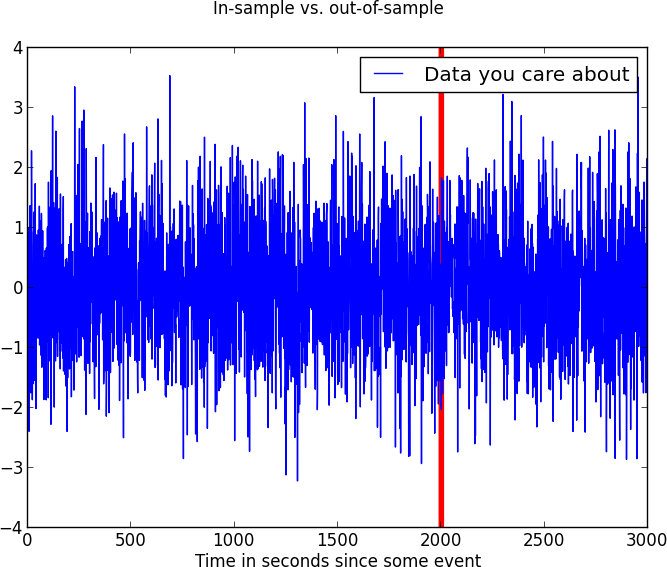 In-sample vs. out-of-sample
Data you care about
4
3
2
1
0
−1
−2
−3
−4
0 500 1000 1500 2000 2500 3000
Time in seconds since some event